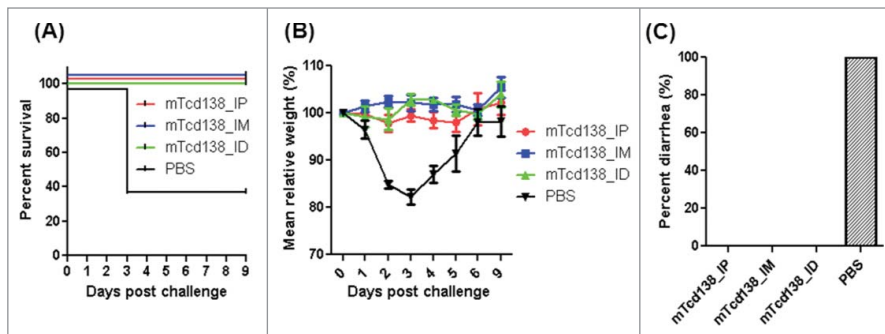 (A)
Percent survival
100
80
60
40
20
0
mTcd138_IP
mTcd138_IM
mTcd138_ID
PBS
0 1 2 3 4 5 6 7 8 9
Days post challenge
(B)
Mean relative weight (%)
110
100
90
80
70
mTcd138_IP
mTcd138_IM
mTcd138_ID
PBS
0 1 2 3 4 5 6 9
Days post challenge
(C)
Percent diarrhea (%)
100
80
60
40
20
0
mTcd138_IP
mTcd138_IM
mTcd138_ID
PBS